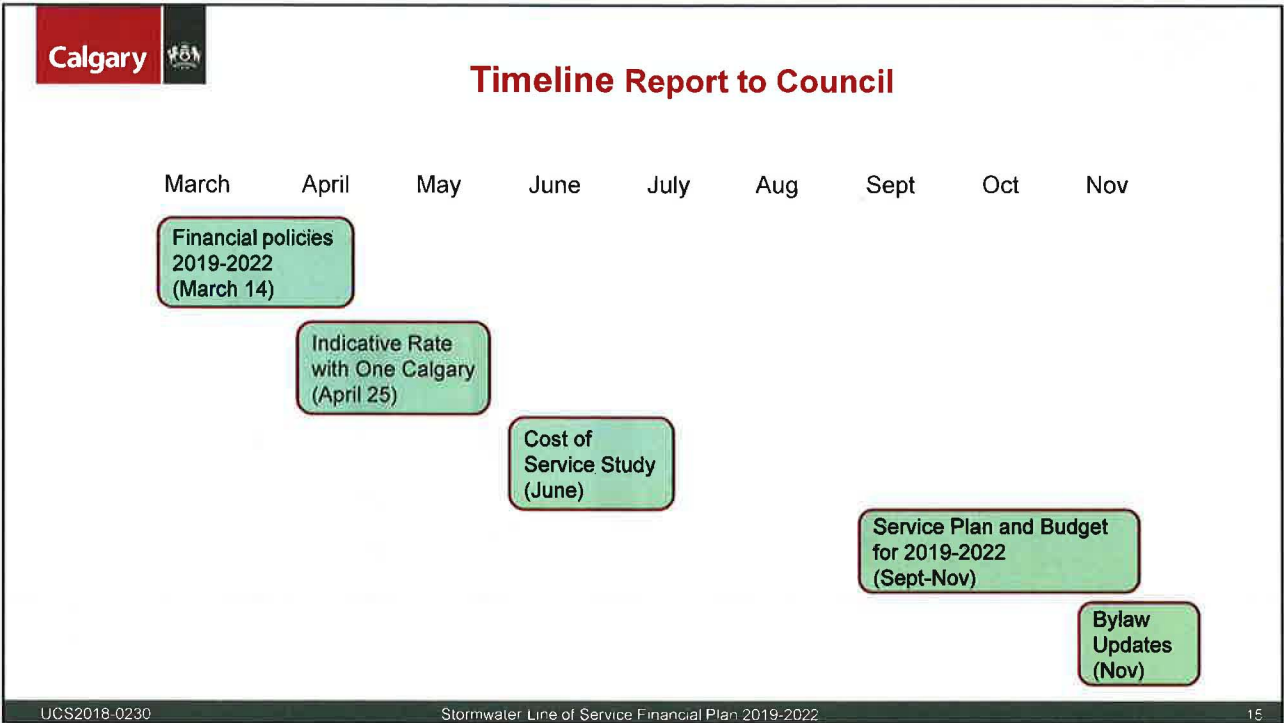 Calgary
Timeline Report to Council
March April May June July Aug Sept Oct Nov
Financial policies
2019-2022
(March 14)
Indicative Rate
with One Calgary
(April 25)
Cost of
Service Study
(June)
Service Plan and Budget
for 2019-2022
(Sept-Nov)
Bylaw
Updates
(Nov)
UCS2018-0230 Stormwater Line of Service Financial Plan 2019-2022 15